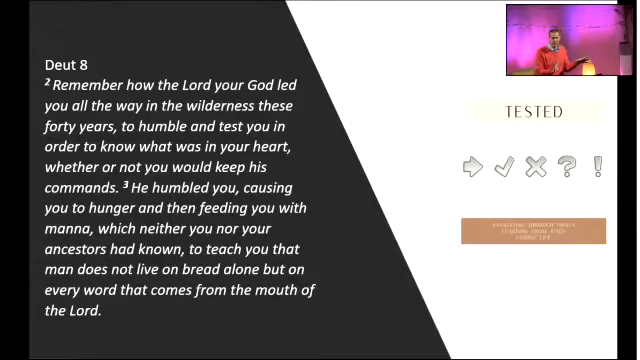 Deut 8
2 Remember how the Lord your God led
you all the way in the wilderness these
forty years, to humble and test you in
order to know what was in your heart,
whether or not you would keep his
commands. 3 He humbled you, causing
you to hunger and then feeding you with
manna, which neither you nor your
ancestors had known, to teach you that
man does not live on bread alone but on
every word that comes from the mouth of
the Lord.
TESTED
? !